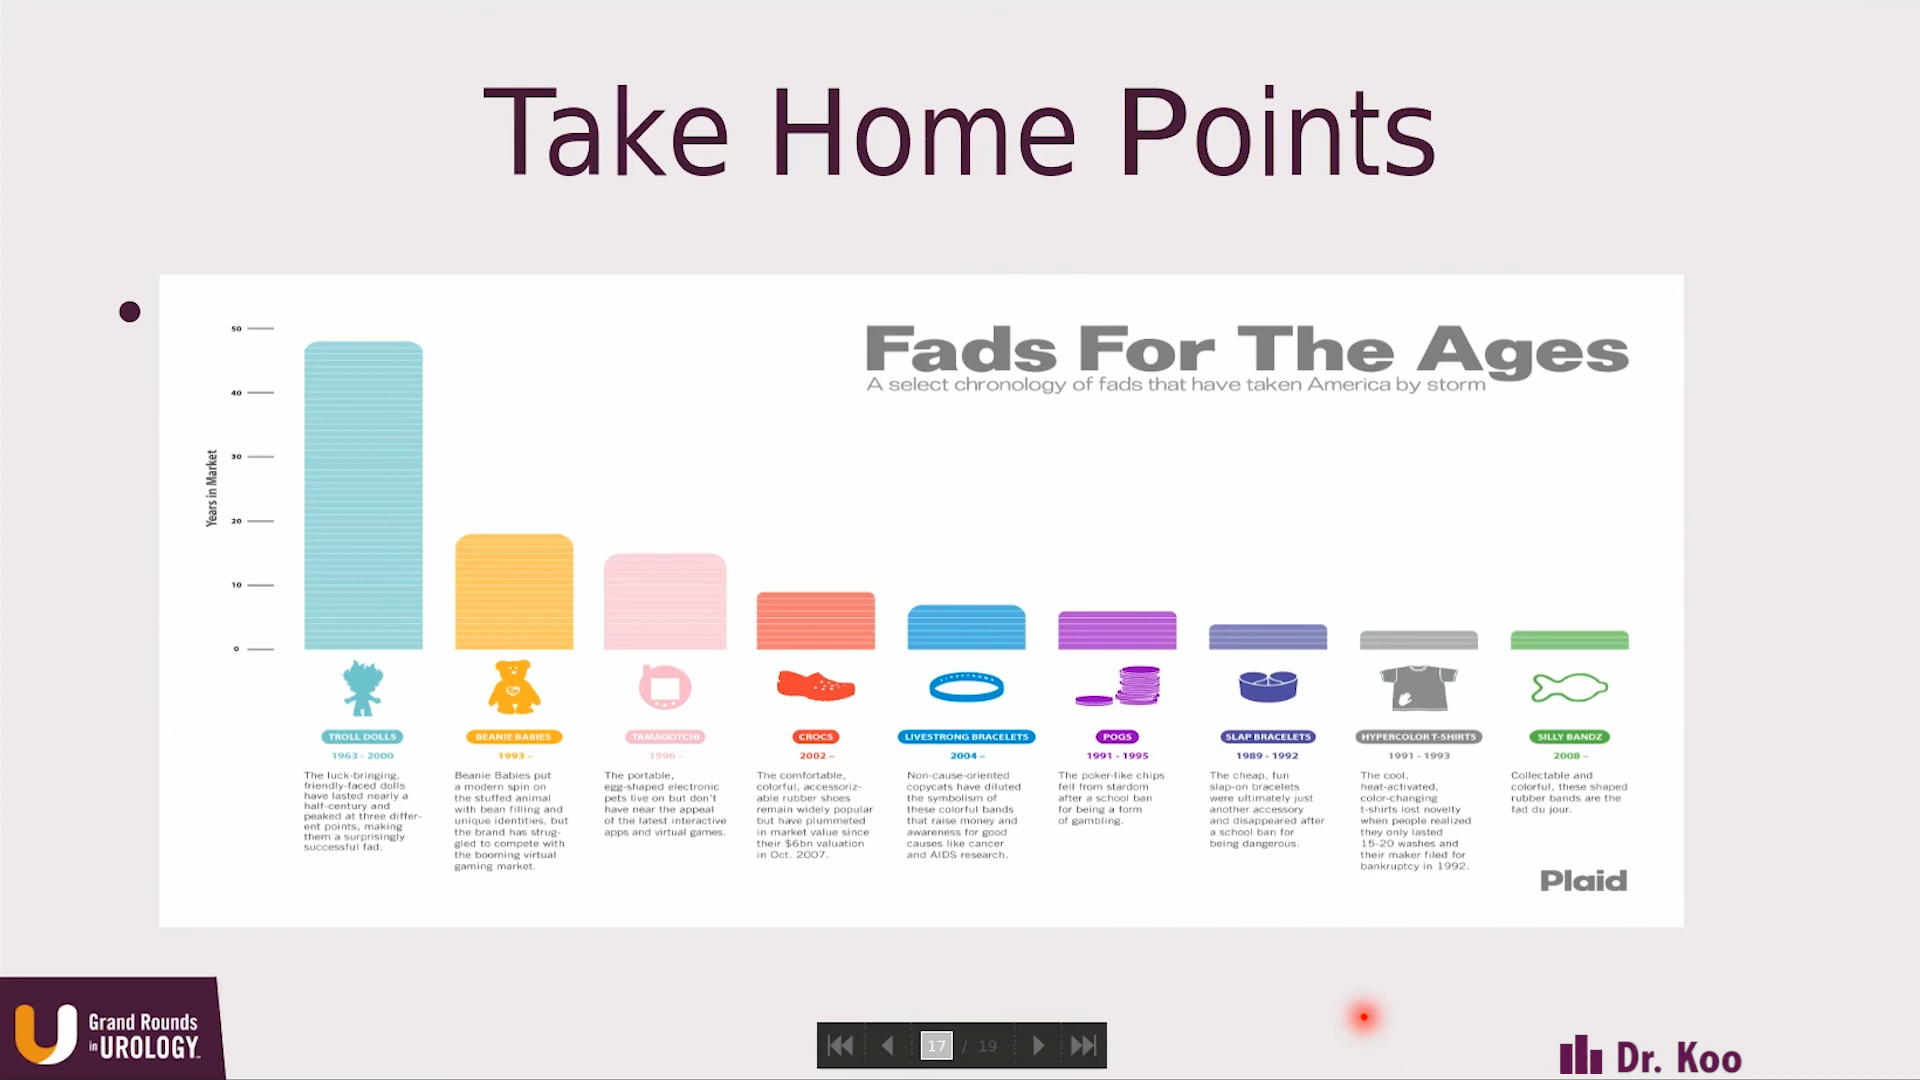 Take Home Points
•
Fads For The Ages
A select chronology of fads that have taken America by storm
Years in Market
50
40
30
20
10
0
TROLL DOLLS
1963 - 2000
The luck-bringing,
friendly-faced dolls
have lasted nearly a
half-century and
peaked at three differ-
ent points, making
them a surprisingly
successful fad.
BEANIE BABIES
1993 –
Beanie Babies put
a modern spin on
the stuffed animal
with bean filling and
unique identities, but
the brand has strug-
gled to compete with
the booming virtual
gaming market.
TAMAGOTCHI
1996 –
The portable,
egg-shaped electronic
pets live on but don't
have near the appeal
of the latest interactive
apps and virtual games.
CROCS
2002 –
The comfortable,
colorful, accessoriz-
able rubber shoes
remain widely popular
but have plummeted
in market value since
their $6bn valuation
in Oct. 2007.
LIVESTRONG
LIVESTRONG BRACELETS
2004 –
Non-cause-oriented
copycats have diluted
the symbolism of
these colorful bands
that raise money and
awareness for good
causes like cancer
and AIDS research.
POGS
1991 - 1995
The poker-like chips
fell from stardom
after a school ban
for being a form
of gambling.
SLAP BRACELETS
1989 - 1992
The cheap, fun
slap-on bracelets
were ultimately just
another accessory
and disappeared after
a school ban for
being dangerous.
HYPERCOLOR T-SHIRTS
1991 - 1993
The cool,
heat-activated,
color-changing
t-shirts lost novelty
when people realized
they only lasted
15-20 washes and
their maker filed for
bankruptcy in 1992.
SILLY BANDZ
2008 –
Collectable and
colorful, these shaped
rubber bands are the
fad du jour.
Plaid
Grand Rounds
in UROLOGY
17 / 19
Dr. Koo